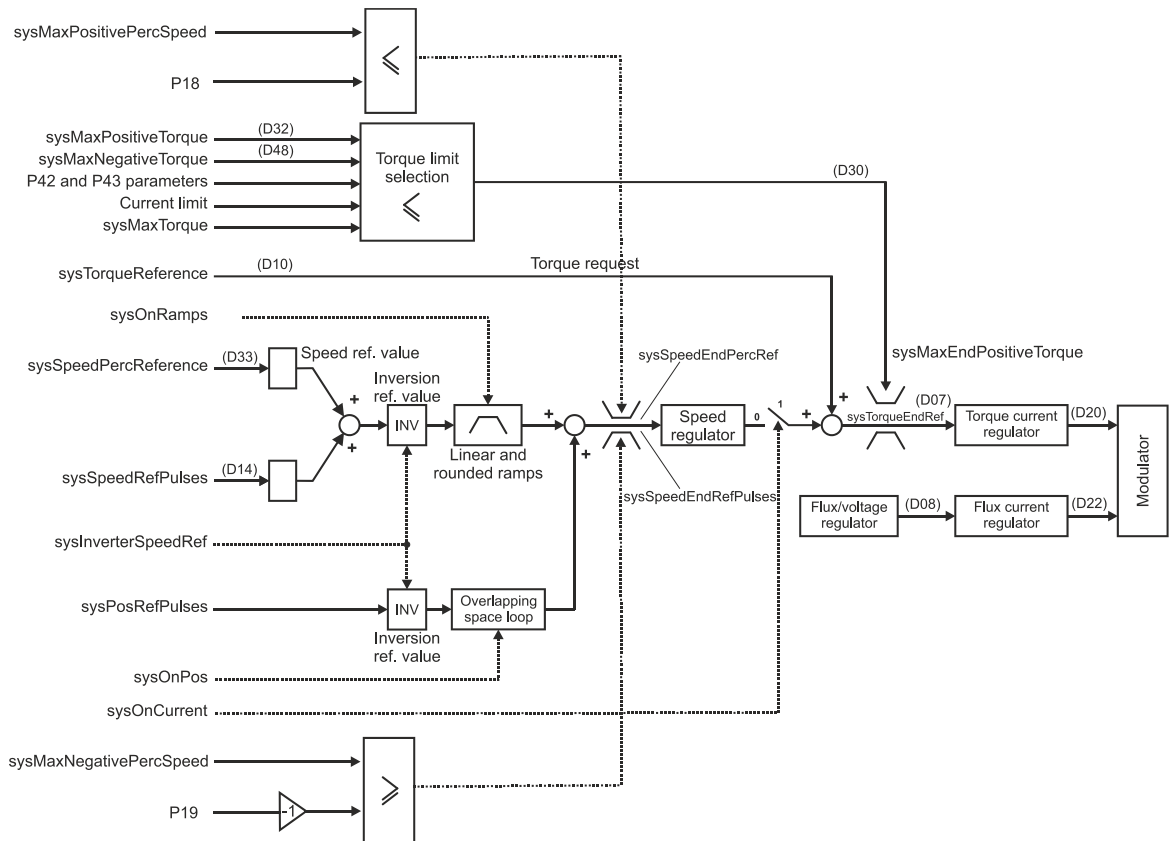 sysMaxPositivePercSpeed
P18
sysMaxPositiveTorque
(D32)
sysMaxNegativeTorque
(D48)
P42 and P43 parameters
Current limit
sysMaxTorque
Torque limit
selection
(D30)
sysTorqueReference
(D10)
Torque request
sysOnRamps
sysSpeedPercReference
(D33)
Speed ref. value
Inversion
ref. value
sysSpeedEndPercRef
sysMaxEndPositiveTorque
+
+
INV
Linear and
rounded ramps
+
+
Speed
regulator
0
1
+
+
sysTorqueEndRef
(D07)
Torque current
regulator
(D20)
sysSpeedRefPulses
(D14)
sysSpeedEndRefPulses
Flux/voltage
regulator
(D08)
Flux current
regulator
(D22)
Modulator
sysInverterSpeedRef
sysPosRefPulses
INV
Overlapping
space loop
Inversion
ref. value
sysOnPos
sysOnCurrent
sysMaxNegativePercSpeed
P19
-1